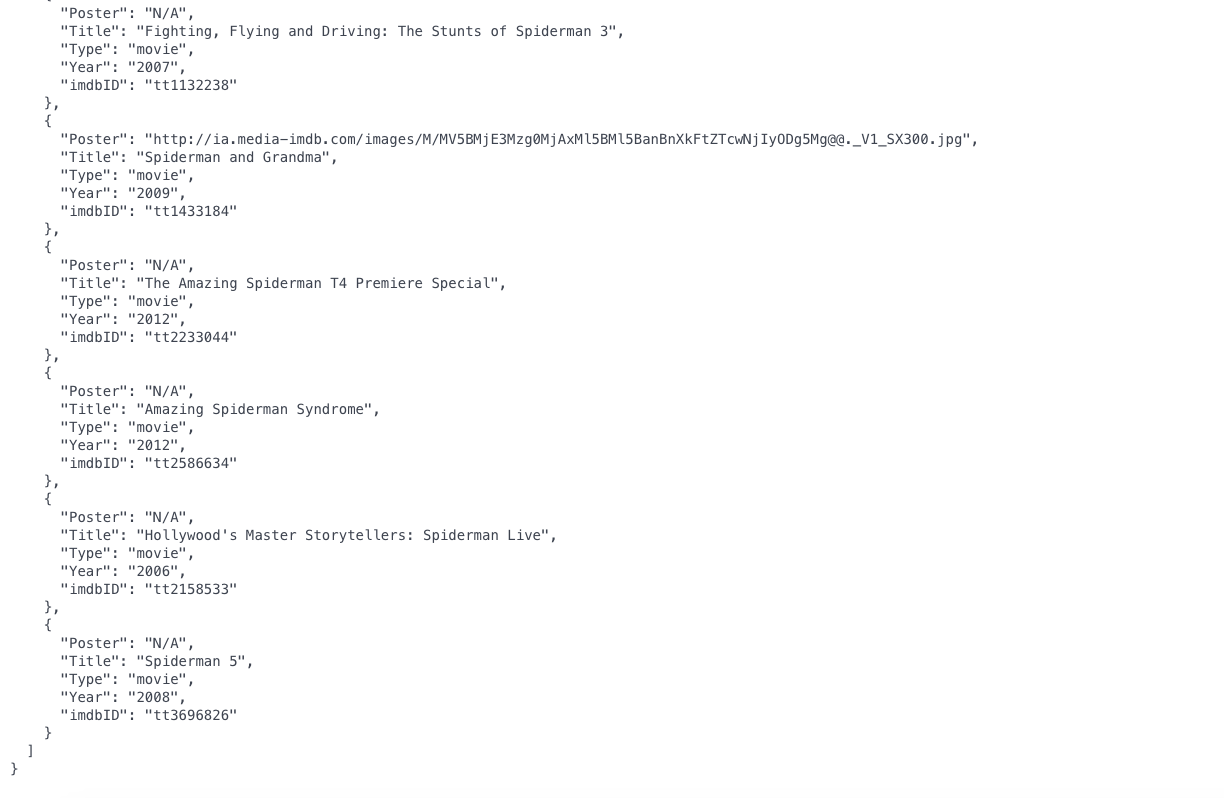 "Poster": "N/A",
"Title": "Fighting, Flying and Driving: The Stunts of Spiderman 3",
"Type": "movie",
"Year": "2007",
"imdbID": "tt1132238"
},
{
"Poster": "http://ia.media-imdb.com/images/M/MV5BMjE3Mzg0MjAxMl5BMl5BanBnXkFtZTcwNjIyODg5Mg@@._V1_SX300.jpg",
"Title": "Spiderman and Grandma",
"Type": "movie",
"Year": "2009",
"imdbID": "tt1433184"
},
{
"Poster": "N/A",
"Title": "The Amazing Spiderman T4 Premiere Special",
"Type": "movie",
"Year": "2012",
"imdbID": "tt2233044"
},
{
"Poster": "N/A",
"Title": "Amazing Spiderman Syndrome",
"Type": "movie",
"Year": "2012",
"imdbID": "tt2586634"
},
{
"Poster": "N/A",
"Title": "Hollywood's Master Storytellers: Spiderman Live",
"Type": "movie",
"Year": "2006",
"imdbID": "tt2158533"
},
{
"Poster": "N/A",
"Title": "Spiderman 5",
"Type": "movie",
"Year": "2008",
"imdbID": "tt3696826"
}
]
}